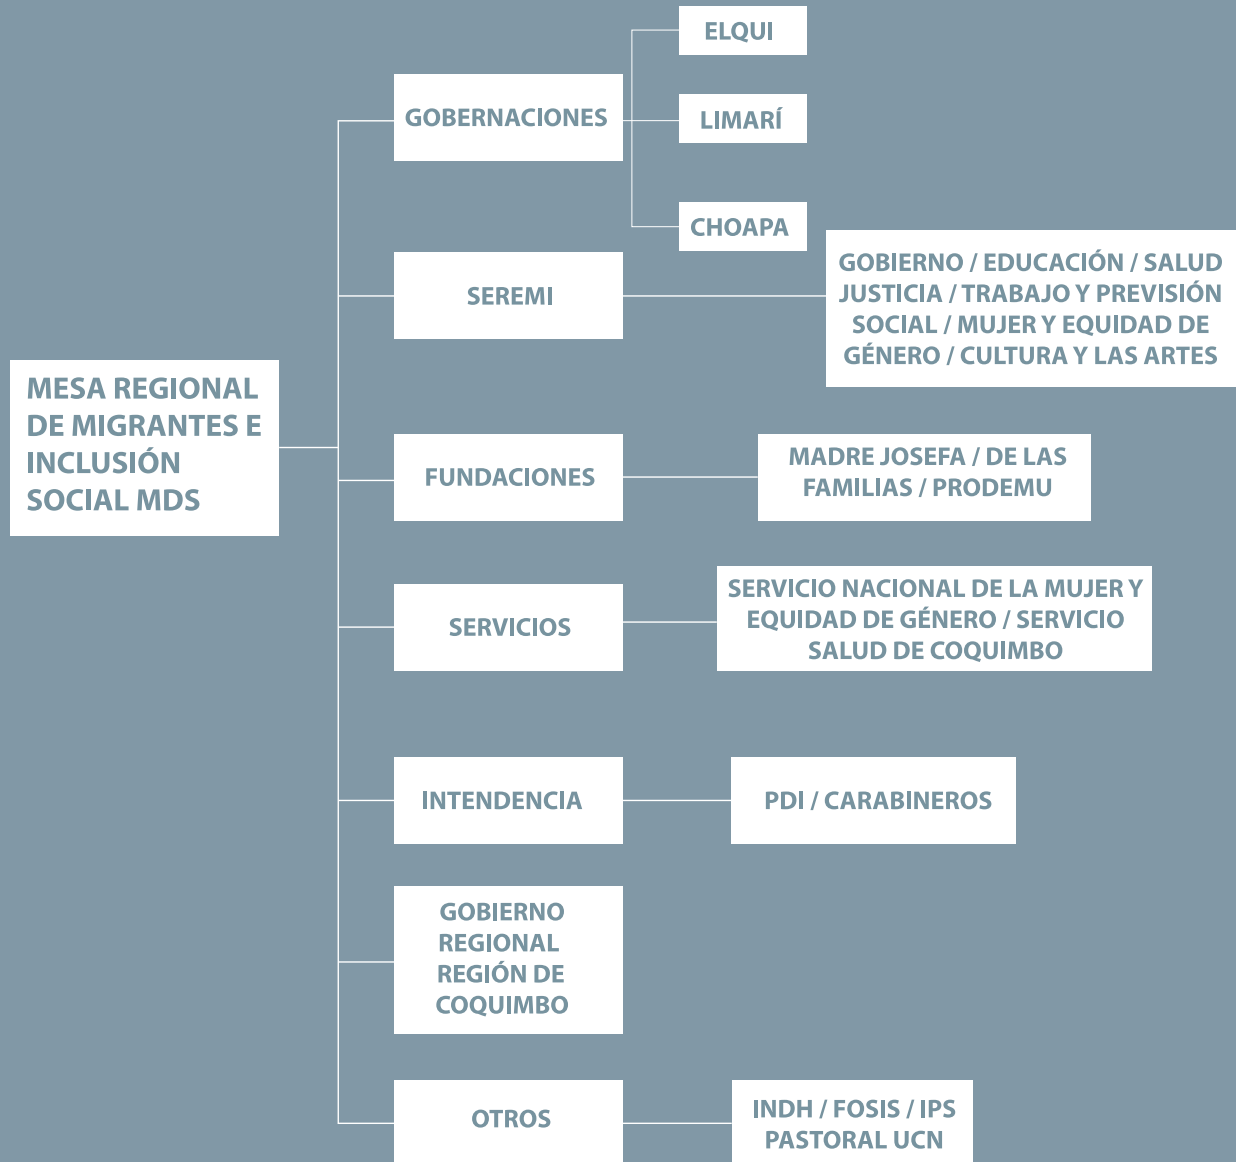 MESA REGIONAL
DE MIGRANTES E
INCLUSIÓN
SOCIAL MDS
GOBERNACIONES
ELQUI
LIMARÍ
CHOAPA
SEREMI
GOBIERNO / EDUCACIÓN / SALUD
JUSTICIA / TRABAJO Y PREVISIÓN
SOCIAL / MUJER Y EQUIDAD DE
GÉNERO / CULTURA Y LAS ARTES
FUNDACIONES
MADRE JOSEFA / DE LAS
FAMILIAS / PRODEMU
SERVICIOS
SERVICIO NACIONAL DE LA MUJER Y
EQUIDAD DE GÉNERO / SERVICIO
SALUD DE COQUIMBO
INTENDENCIA
PDI / CARABINEROS
GOBIERNO
REGIONAL
REGIÓN DE
COQUIMBO
OTROS
INDH / FOSIS / IPS
PASTORAL UCN